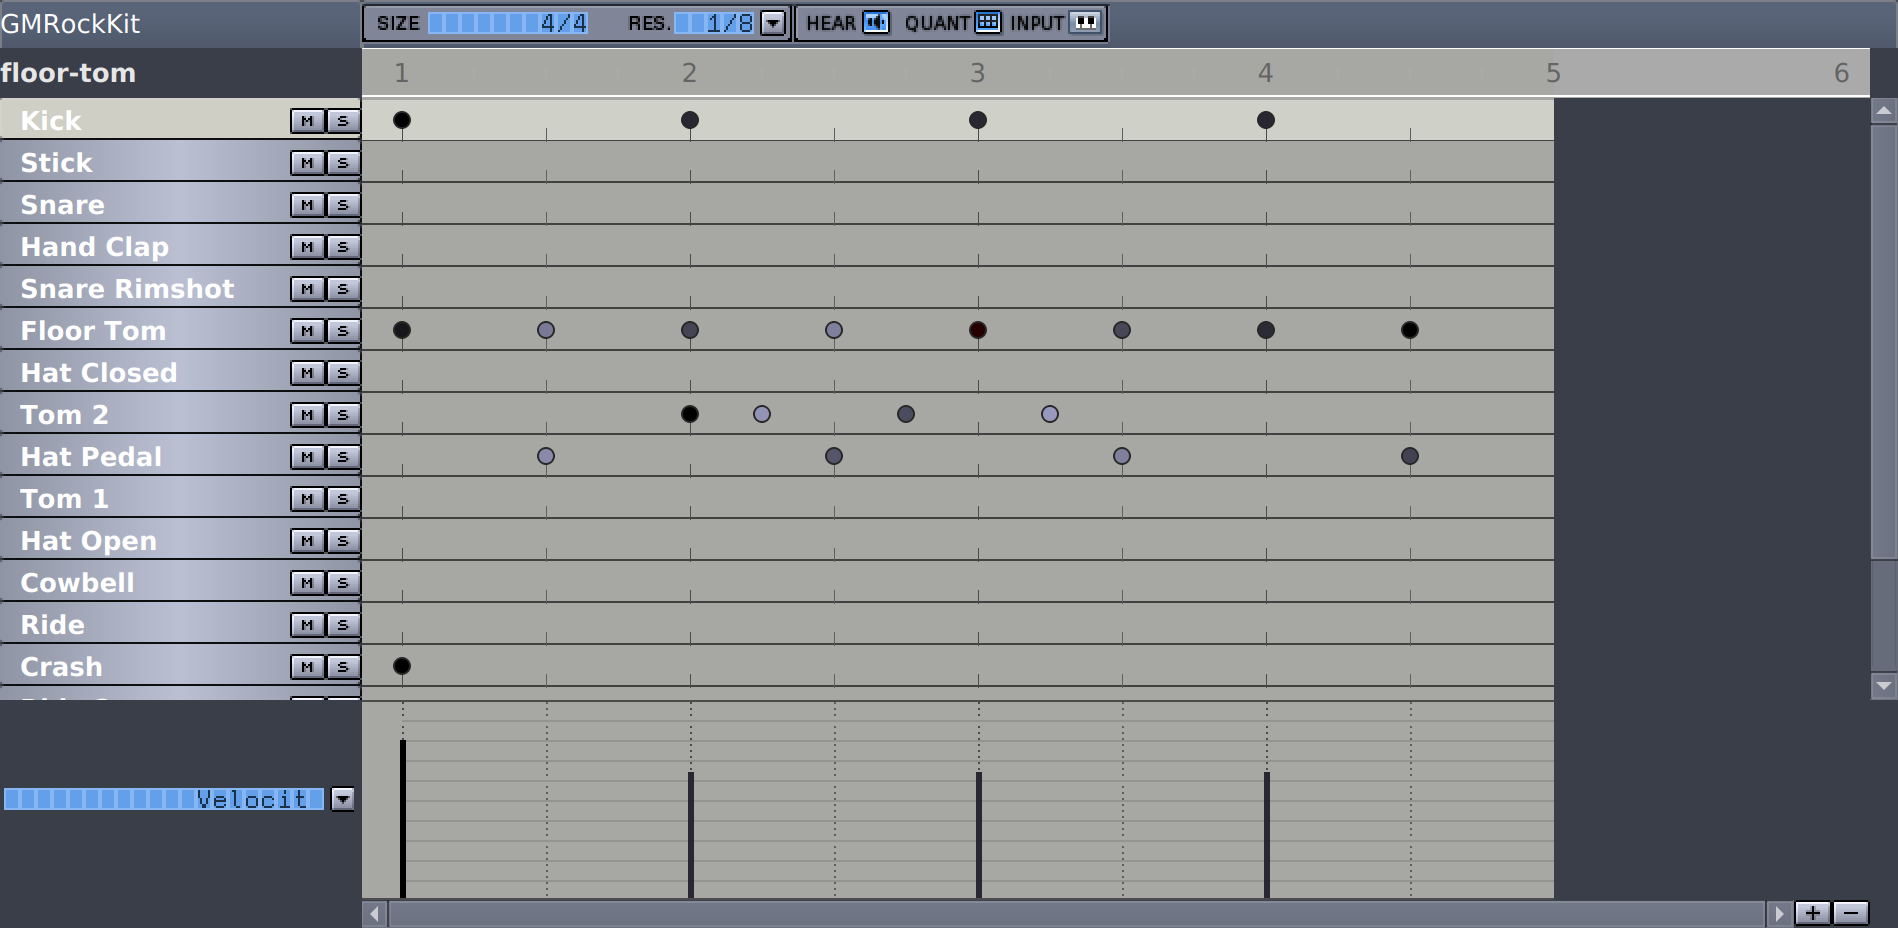 GMRockKit SIZE 4/4 RES. 1/8 HEAR QUANT INPUT
floor-tom 1 2 3 4 5 6
Kick M S
Stick M S
Snare M S
Hand Clap M S
Snare Rimshot M S
Floor Tom M S
Hat Closed M S
Tom 2 M S
Hat Pedal M S
Tom 1 M S
Hat Open M S
Cowbell M S
Ride M S
Crash M S
Velocit
+ −